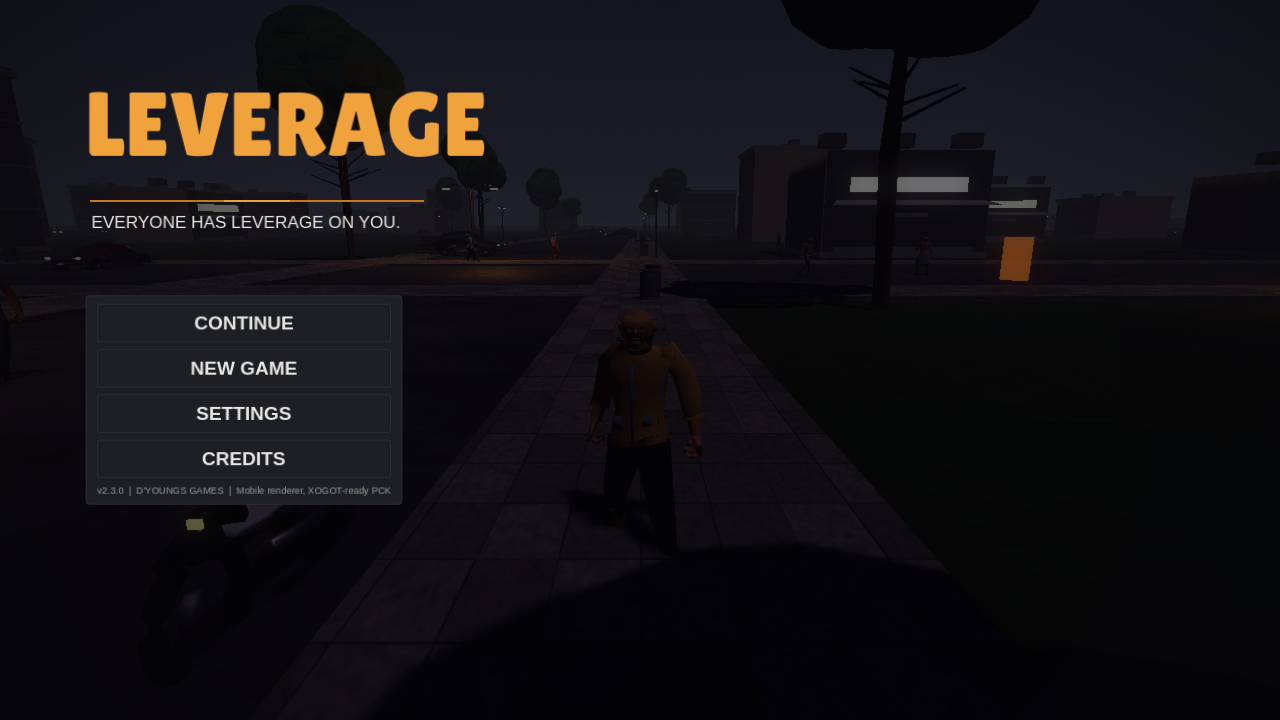 LEVERAGE
EVERYONE HAS LEVERAGE ON YOU.
CONTINUE
NEW GAME
SETTINGS
CREDITS
v2.3.0 | D'YOUNGS GAMES | Mobile renderer, XOGOT-ready PCK